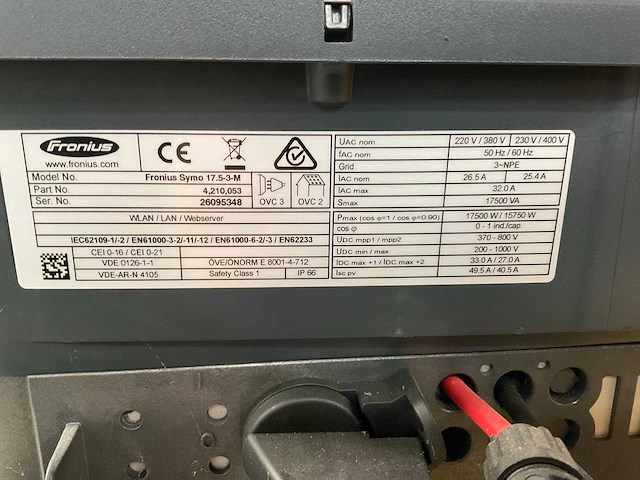 Fronius
www.fronius.com
CE
Model No. Fronius Symo 17.5-3-M
Part No. 4,210,053
Ser. No. 26095348
OVC 3 OVC 2
WLAN / LAN / Webserver
IEC62109-1/-2 / EN61000-3-2/-11/-12 / EN61000-6-2/-3 / EN62233
CEI 0-16 / CEI 0-21
VDE 0126-1-1 ÖVE/ÖNORM E 8001-4-712
VDE-AR-N 4105 Safety Class 1 IP 66
UAC nom 220 V / 380 V 230 V / 400 V
fAC nom 50 Hz / 60 Hz
Grid 3~NPE
IAC nom 26.5 A 25.4 A
IAC max 32.0 A
Smax 17500 VA
Pmax (cos φ=1 / cos φ=0.90) 17500 W / 15750 W
cos φ 0 - 1 ind./cap.
UDC mpp1 / mpp2 370 - 800 V
UDC min / max 200 - 1000 V
IDC max +1 / IDC max +2 33.0 A / 27.0 A
Isc pv 49.5 A / 40.5 A